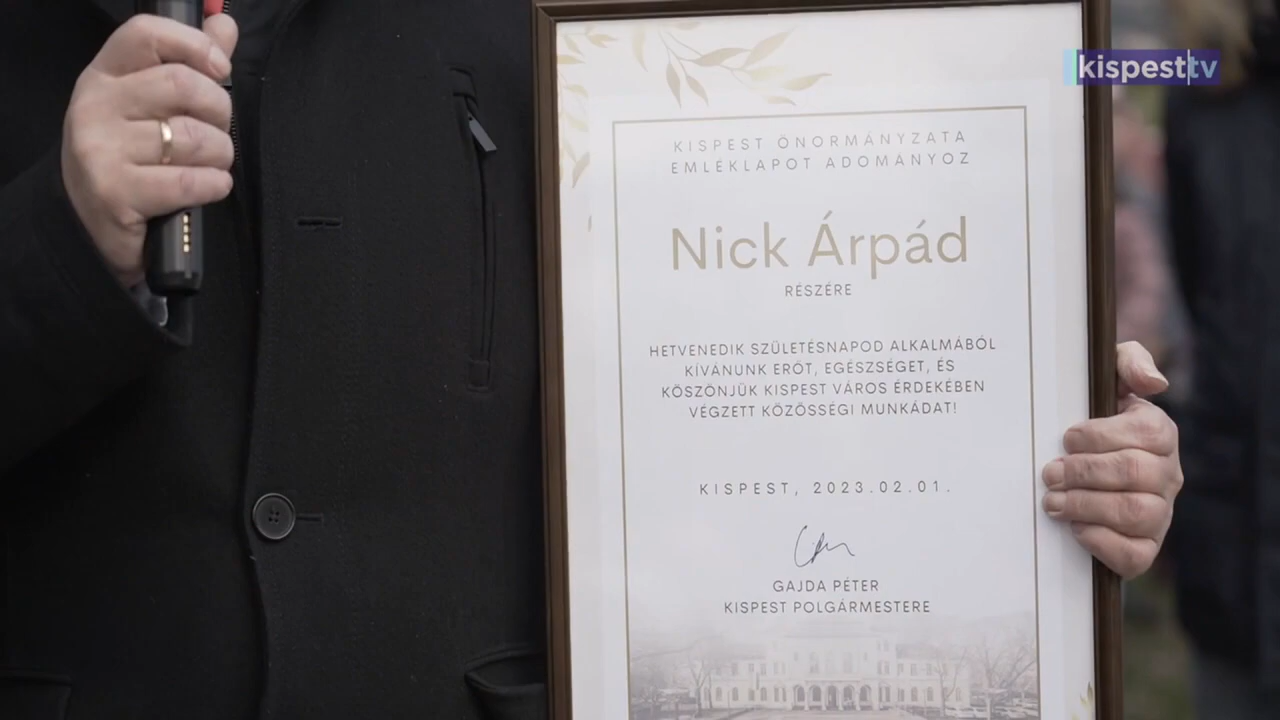 kispest tv
KISPEST ÖNORMÁNYZATA
EMLÉKLAPOT ADOMÁNYOZ
Nick Árpád
RÉSZÉRE
HETVENEDIK SZÜLETÉSNAPOD ALKALMÁBÓL
KÍVÁNUNK ERŐT, EGÉSZSÉGET, ÉS
KÖSZÖNJÜK KISPEST VÁROS ÉRDEKÉBEN
VÉGZETT KÖZÖSSÉGI MUNKÁDAT!
KISPEST, 2023.02.01.
GAJDA PÉTER
KISPEST POLGÁRMESTERE